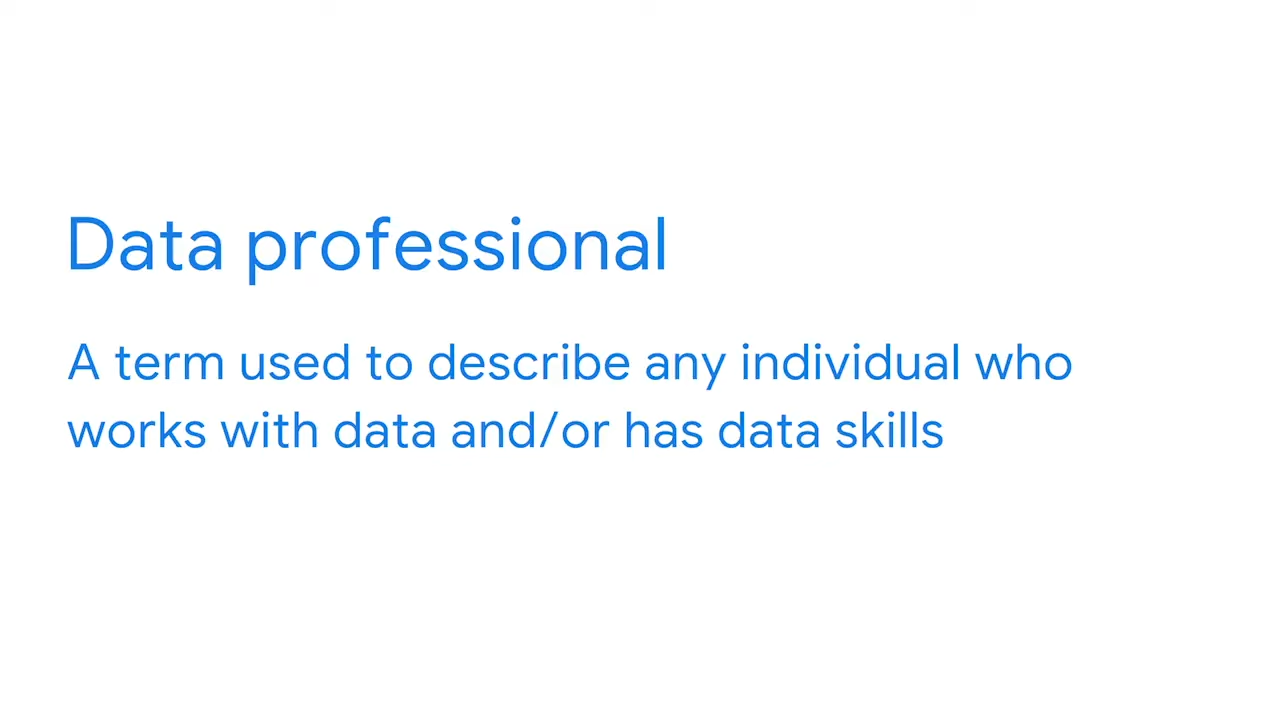 Data professional
A term used to describe any individual who
works with data and/or has data skills